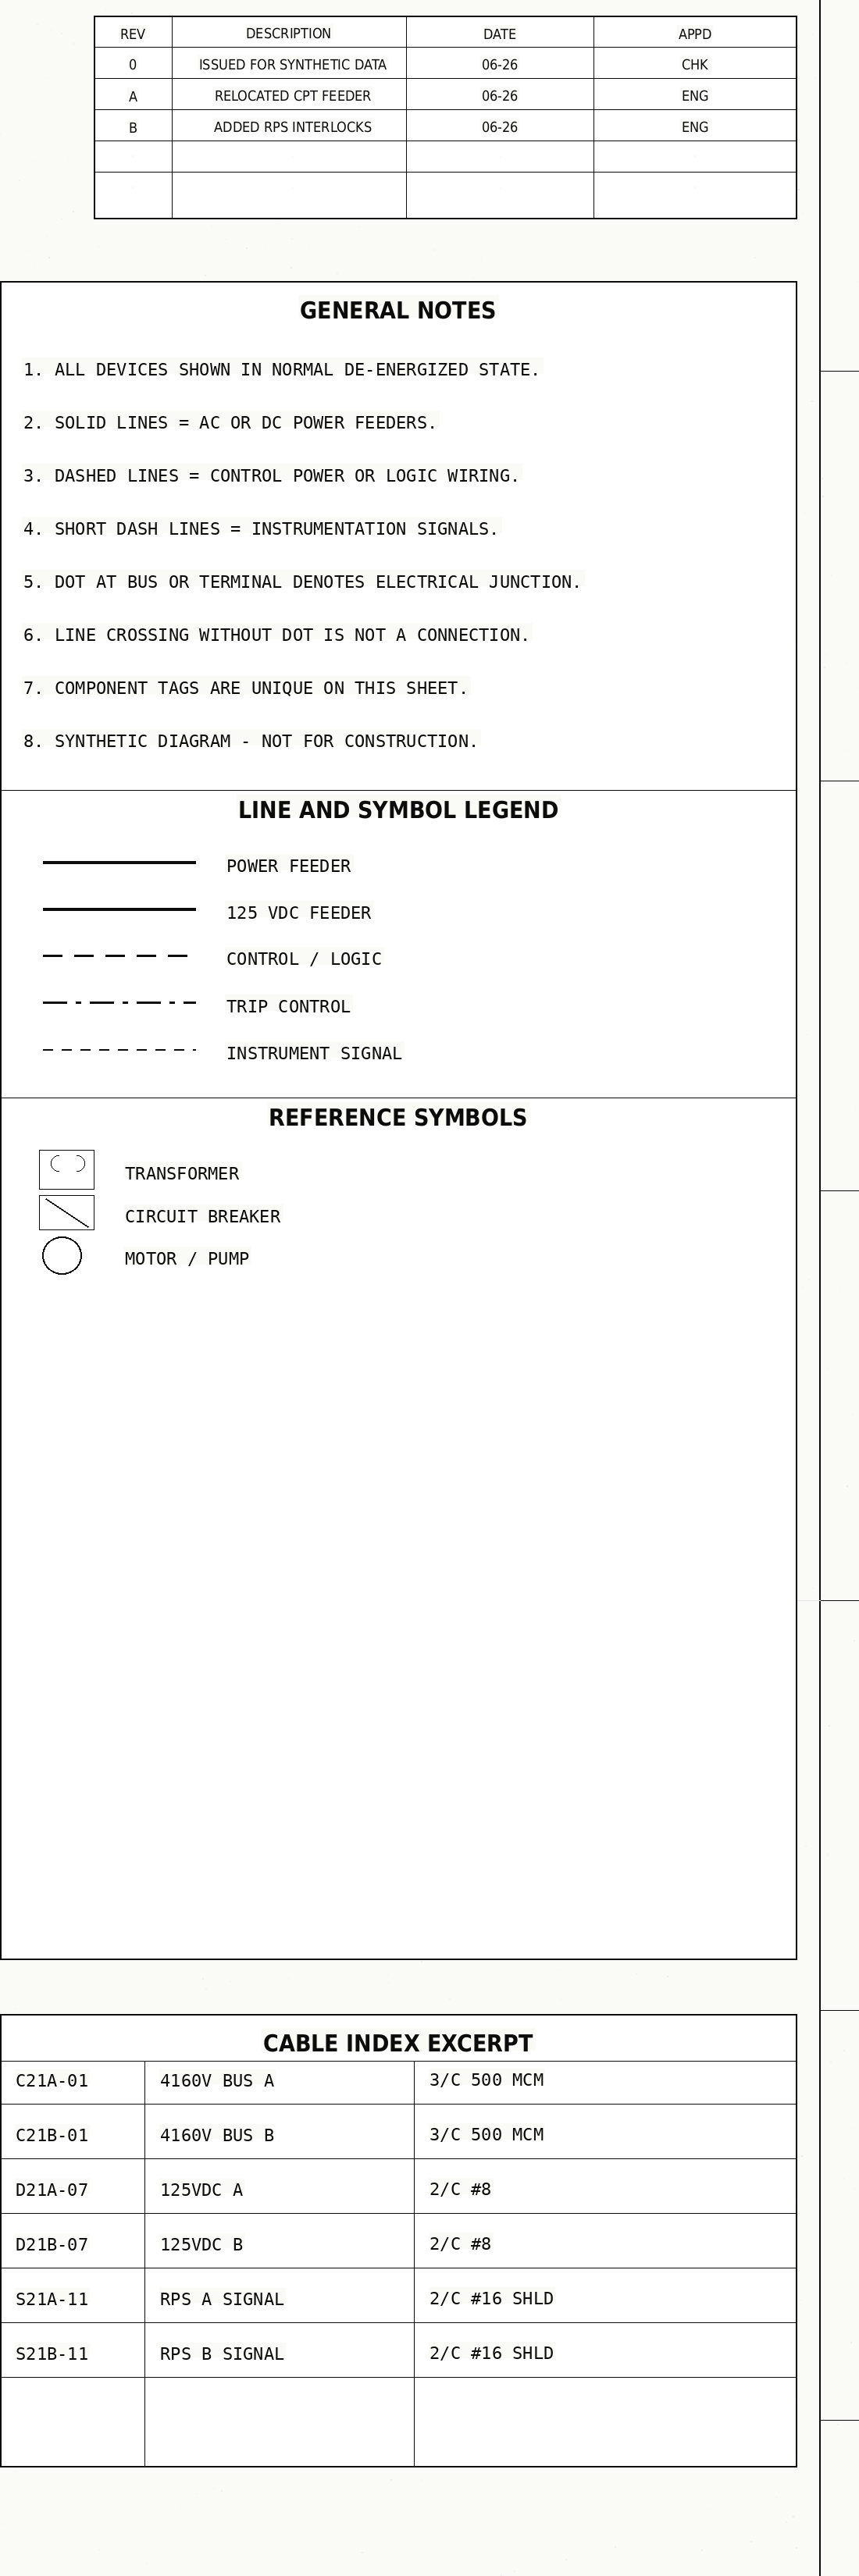 REV DESCRIPTION DATE APPD
0 ISSUED FOR SYNTHETIC DATA 06-26 CHK
A RELOCATED CPT FEEDER 06-26 ENG
B ADDED RPS INTERLOCKS 06-26 ENG
GENERAL NOTES
1. ALL DEVICES SHOWN IN NORMAL DE-ENERGIZED STATE.
2. SOLID LINES = AC OR DC POWER FEEDERS.
3. DASHED LINES = CONTROL POWER OR LOGIC WIRING.
4. SHORT DASH LINES = INSTRUMENTATION SIGNALS.
5. DOT AT BUS OR TERMINAL DENOTES ELECTRICAL JUNCTION.
6. LINE CROSSING WITHOUT DOT IS NOT A CONNECTION.
7. COMPONENT TAGS ARE UNIQUE ON THIS SHEET.
8. SYNTHETIC DIAGRAM - NOT FOR CONSTRUCTION.
LINE AND SYMBOL LEGEND
POWER FEEDER
125 VDC FEEDER
CONTROL / LOGIC
TRIP CONTROL
INSTRUMENT SIGNAL
REFERENCE SYMBOLS
TRANSFORMER
CIRCUIT BREAKER
MOTOR / PUMP
CABLE INDEX EXCERPT
C21A-01 4160V BUS A 3/C 500 MCM
C21B-01 4160V BUS B 3/C 500 MCM
D21A-07 125VDC A 2/C #8
D21B-07 125VDC B 2/C #8
S21A-11 RPS A SIGNAL 2/C #16 SHLD
S21B-11 RPS B SIGNAL 2/C #16 SHLD